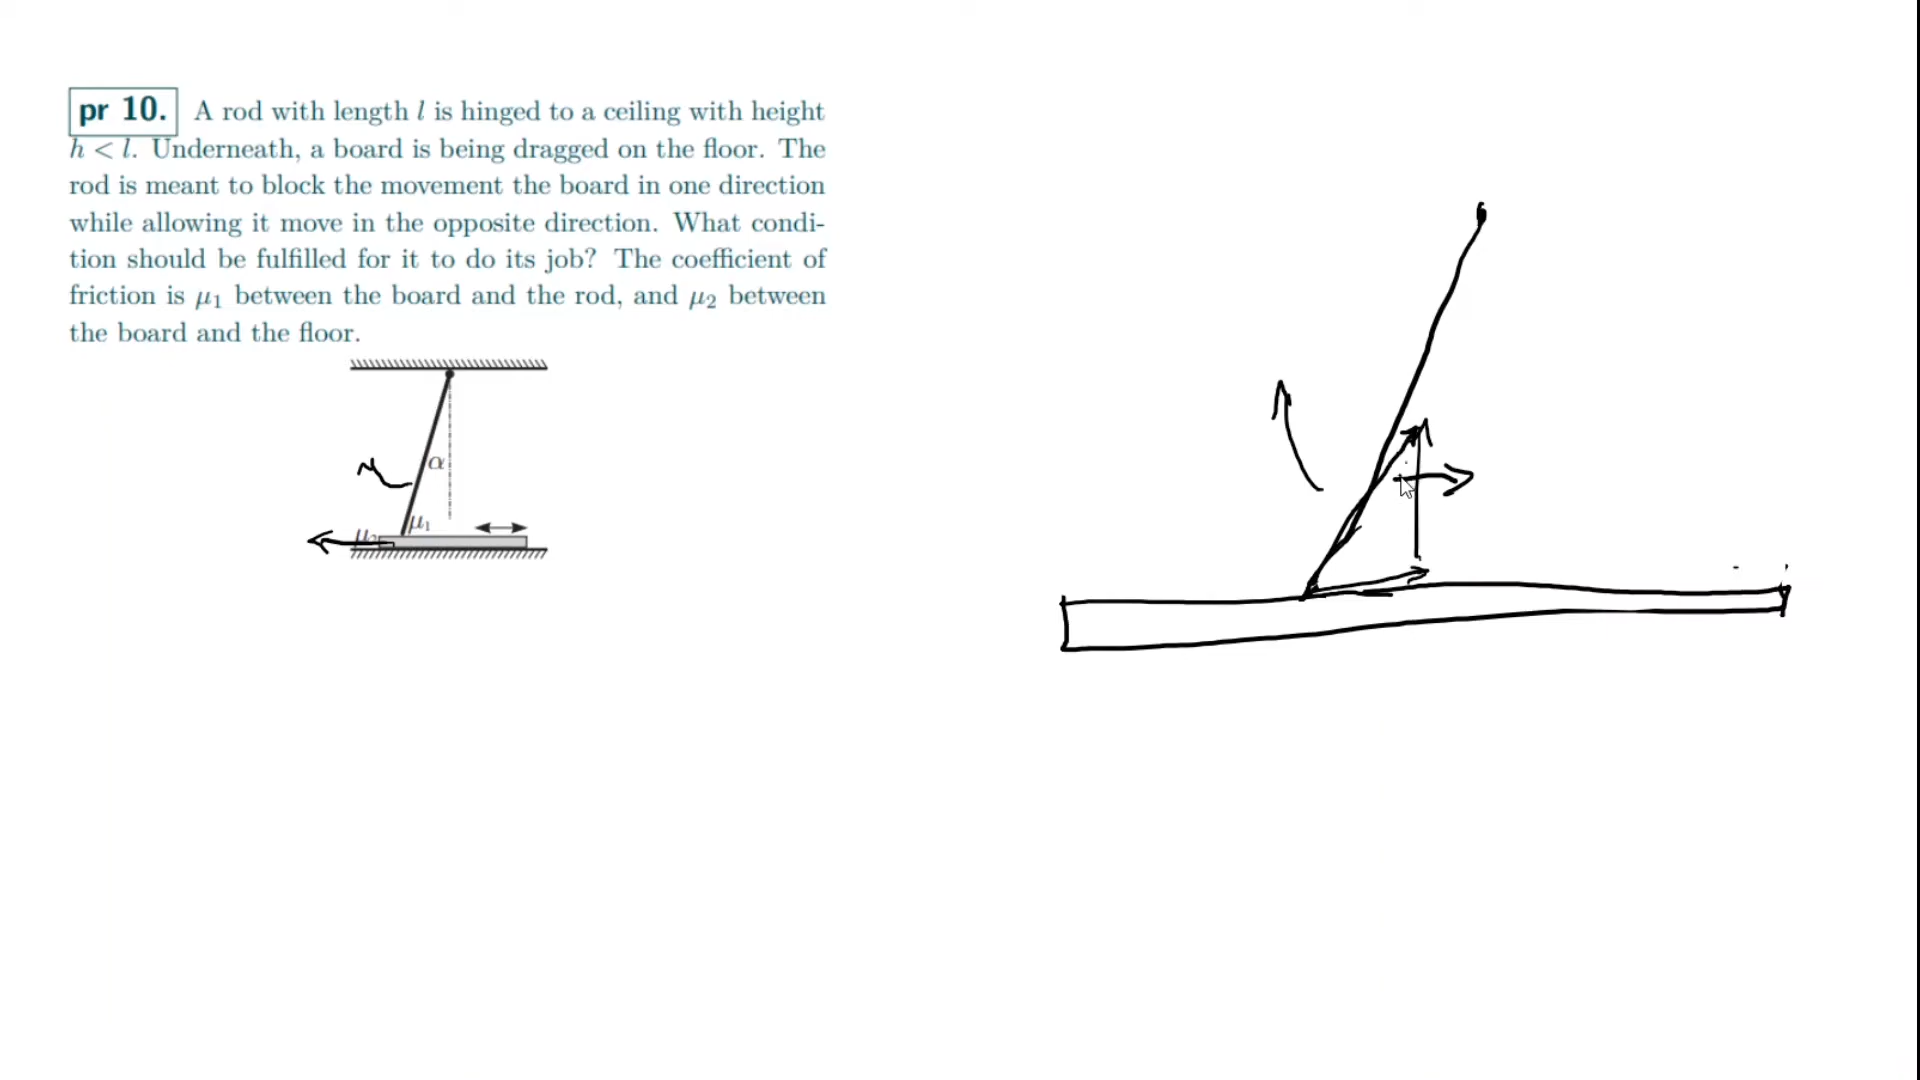 pr 10. A rod with length l is hinged to a ceiling with height
h < l. Underneath, a board is being dragged on the floor. The
rod is meant to block the movement the board in one direction
while allowing it move in the opposite direction. What condi-
tion should be fulfilled for it to do its job? The coefficient of
friction is μ₁ between the board and the rod, and μ₂ between
the board and the floor.
α
μ₁
μ₂